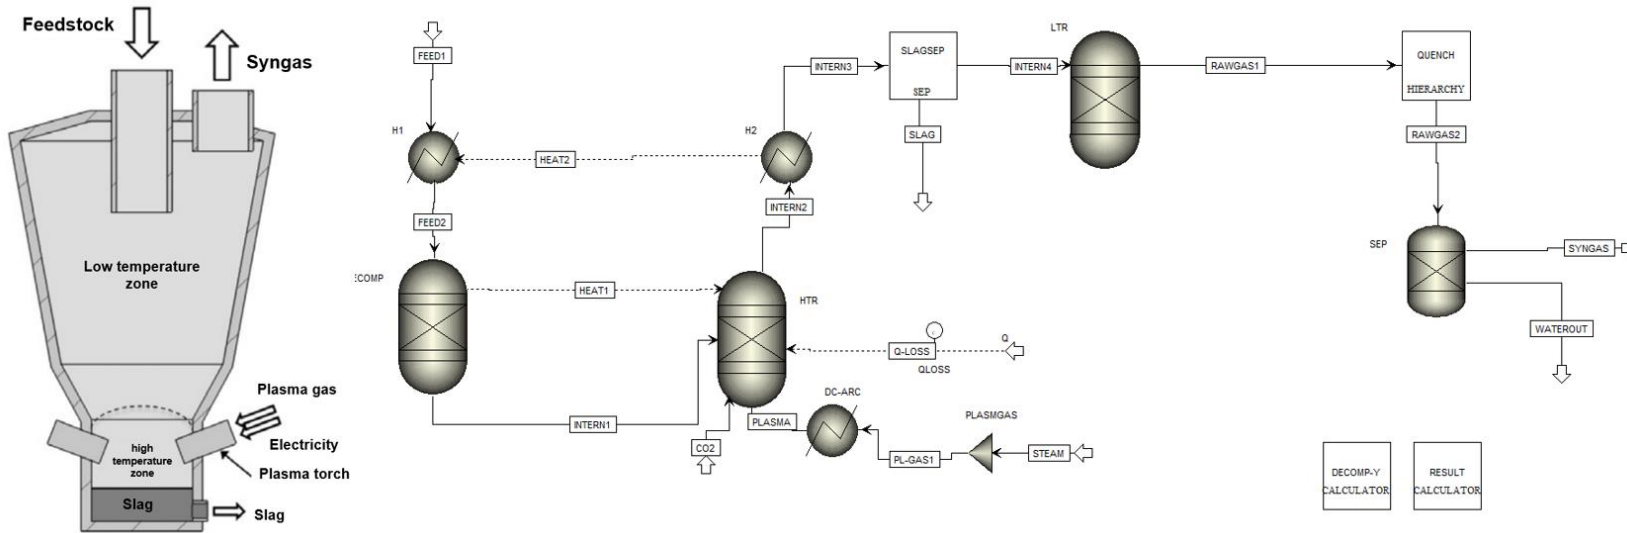 Feedstock
Syngas
Low temperature
zone
Plasma gas
Electricity
high
temperature
zone
Plasma torch
Slag
Slag
FEED1
H1
HEAT2
H2
FEED2
INTERN2
INTERN3
SLAGSEP
SEP
SLAG
INTERN4
LTR
RAWGAS1
QUENCH
HIERARCHY
RAWGAS2
SEP
SYNGAS
WATEROUT
ECOMP
HEAT1
HTR
Q-LOSS
Q
QLOSS
INTERN1
CO2
PLASMA
DC-ARC
PL-GAS1
PLASMGAS
STEAM
DECOMP-Y
CALCULATOR
RESULT
CALCULATOR